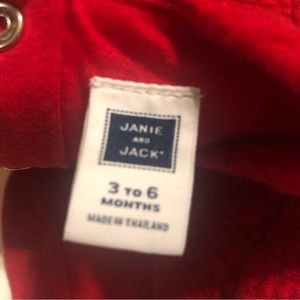 JANIE
AND
JACK®
3 TO 6
MONTHS
MADE IN THAILAND